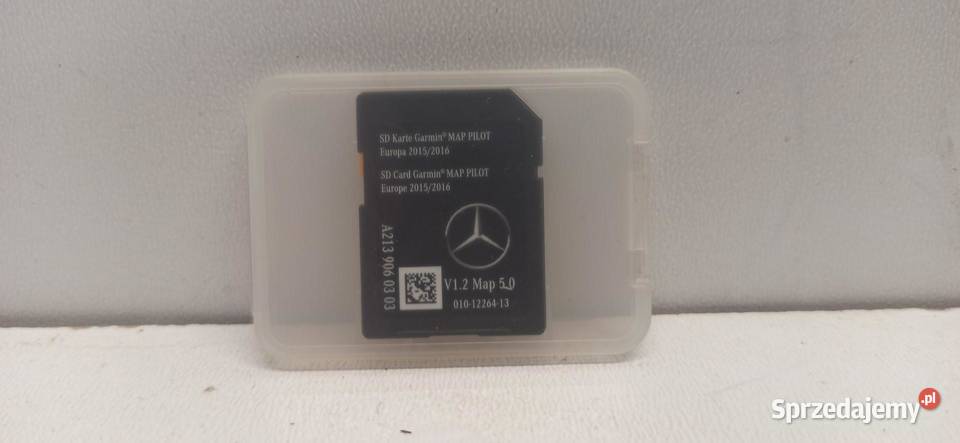 SD Karte Garmin® MAP PILOT
Europa 2015/2016
SD Card Garmin® MAP PILOT
Europe 2015/2016
A213 906 03 03
V1.2 Map 5.0
010-12264-13
Sprzedajemy.pl